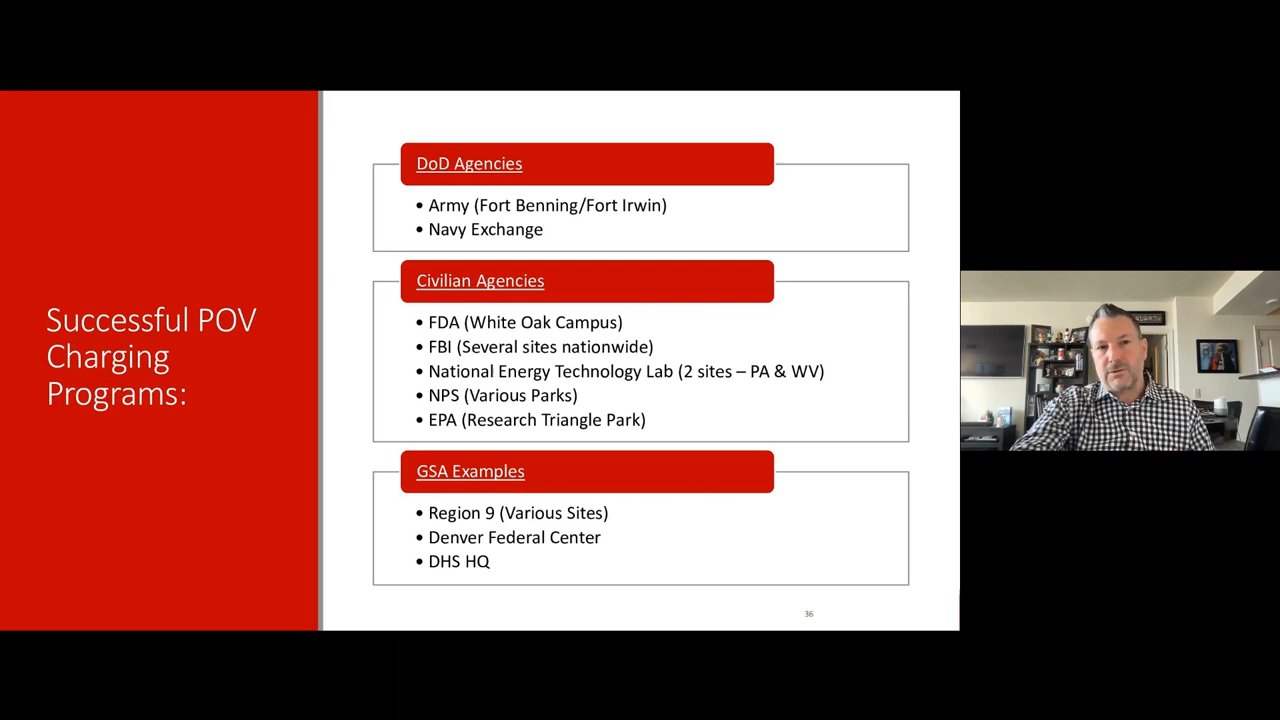 Successful POV
Charging
Programs:
DoD Agencies
• Army (Fort Benning/Fort Irwin)
• Navy Exchange
Civilian Agencies
• FDA (White Oak Campus)
• FBI (Several sites nationwide)
• National Energy Technology Lab (2 sites – PA & WV)
• NPS (Various Parks)
• EPA (Research Triangle Park)
GSA Examples
• Region 9 (Various Sites)
• Denver Federal Center
• DHS HQ
36